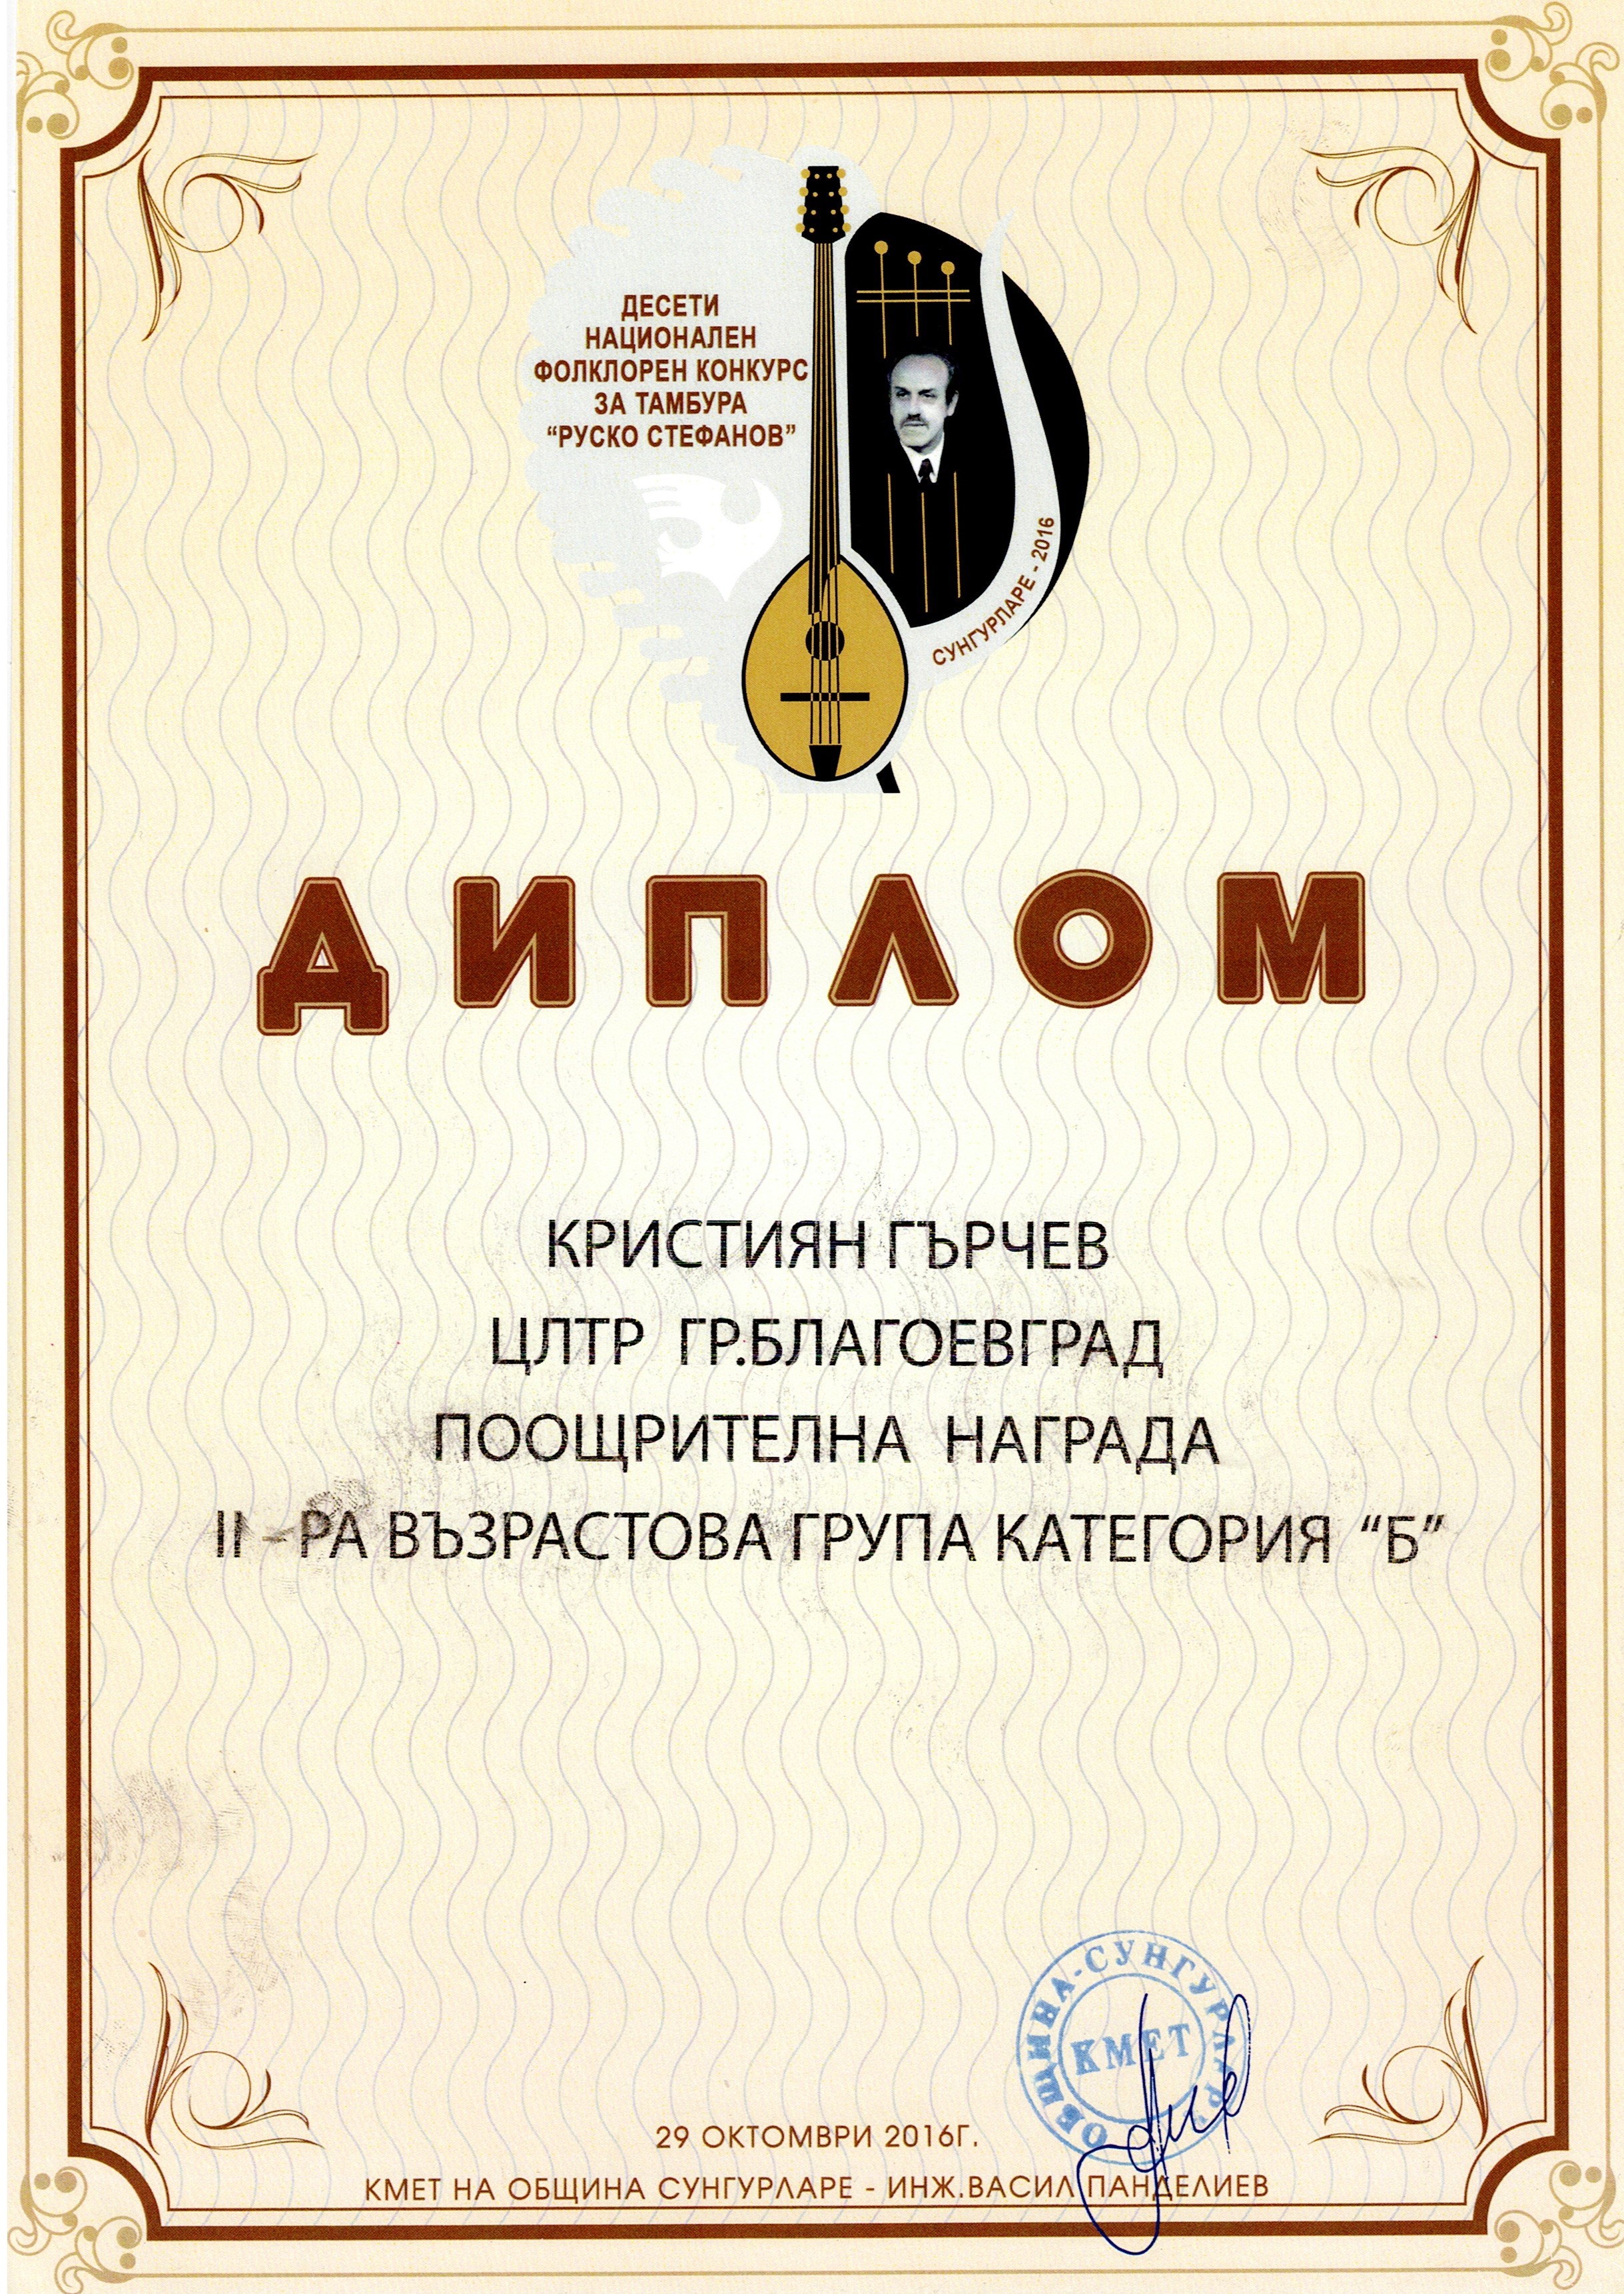 ДЕСЕТИ
НАЦИОНАЛЕН
ФОЛКЛОРЕН КОНКУРС
ЗА ТАМБУРА
“РУСКО СТЕФАНОВ”
СУНГУРЛАРЕ - 2016
ДИПЛОМ
КРИСТИЯН ГЪРЧЕВ
ЦЛТР ГР.БЛАГОЕВГРАД
ПООЩРИТЕЛНА НАГРАДА
II - РА ВЪЗРАСТОВА ГРУПА КАТЕГОРИЯ “Б”
ОБЩИНА-СУНГУРЛАРЕ
КМЕТ
29 ОКТОМВРИ 2016Г.
КМЕТ НА ОБЩИНА СУНГУРЛАРЕ - ИНЖ.ВАСИЛ ПАНДЕЛИЕВ